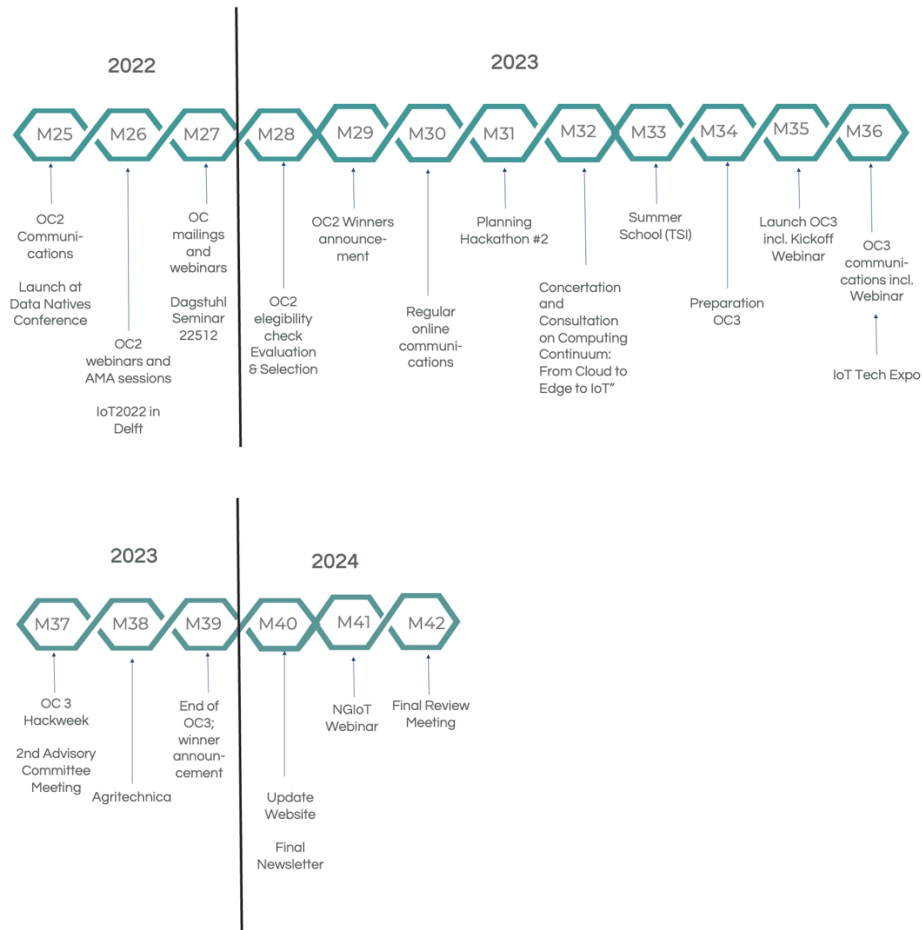 2022
2023
M25
M26
M27
M28
M29
M30
M31
M32
M33
M34
M35
M36
OC2
Communi-
cations
Launch at
Data Natives
Conference
OC2
webinars and
AMA sessions
IoT2022 in
Delft
OC
mailings
and
webinars
Dagstuhl
Seminar
22512
OC2
elegibility
check
Evaluation
& Selection
OC2 Winners
announce-
ment
Regular
online
communi-
cations
Planning
Hackathon #2
Concertation
and
Consultation
on Computing
Continuum:
From Cloud to
Edge to IoT”
Summer
School (TSI)
Preparation
OC3
Launch OC3
incl. Kickoff
Webinar
OC3
communi-
cations incl.
Webinar
IoT Tech Expo
2023
2024
M37
M38
M39
M40
M41
M42
OC 3
Hackweek
2nd Advisory
Committee
Meeting
Agritechnica
End of
OC3;
winner
announ-
cement
Update
Website
Final
Newsletter
NGIoT
Webinar
Final Review
Meeting